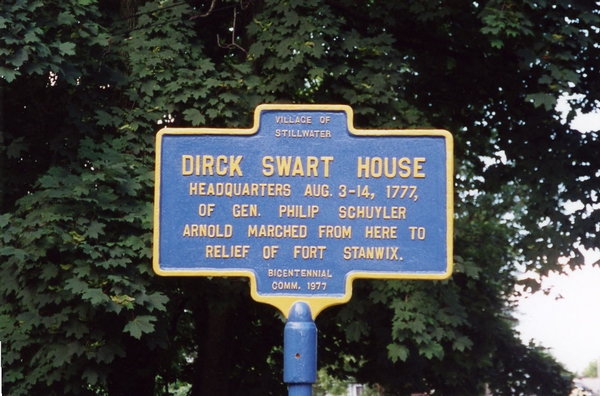 VILLAGE OF
STILLWATER
DIRCK SWART HOUSE
HEADQUARTERS AUG. 3-14, 1777,
OF GEN. PHILIP SCHUYLER
ARNOLD MARCHED FROM HERE TO
RELIEF OF FORT STANWIX.
BICENTENNIAL
COMM. 1977